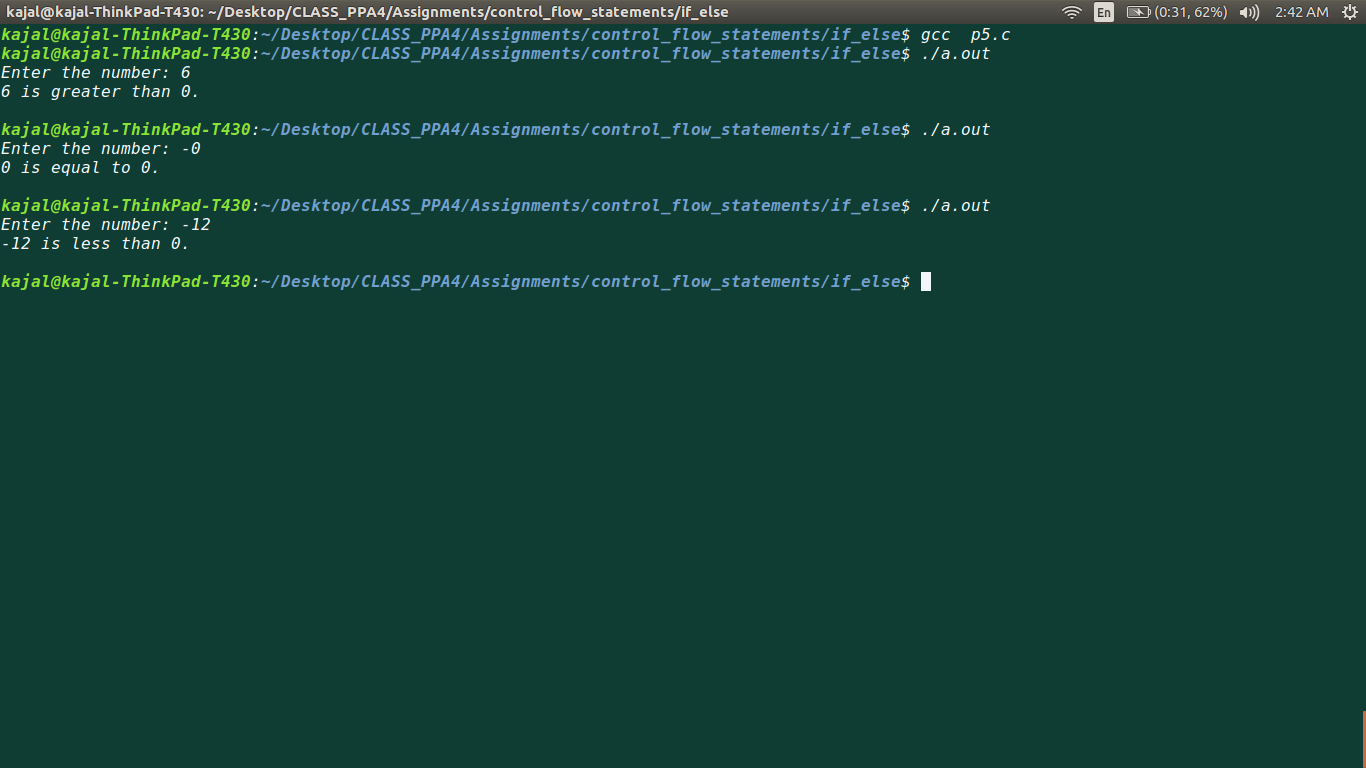 kajal@kajal-ThinkPad-T430: ~/Desktop/CLASS_PPA4/Assignments/control_flow_statements/if_else En (0:31, 62%) 2:42 AM
kajal@kajal-ThinkPad-T430:~/Desktop/CLASS_PPA4/Assignments/control_flow_statements/if_else$ gcc  p5.c
kajal@kajal-ThinkPad-T430:~/Desktop/CLASS_PPA4/Assignments/control_flow_statements/if_else$ ./a.out
Enter the number: 6
6 is greater than 0.
kajal@kajal-ThinkPad-T430:~/Desktop/CLASS_PPA4/Assignments/control_flow_statements/if_else$ ./a.out
Enter the number: -0
0 is equal to 0.
kajal@kajal-ThinkPad-T430:~/Desktop/CLASS_PPA4/Assignments/control_flow_statements/if_else$ ./a.out
Enter the number: -12
-12 is less than 0.
kajal@kajal-ThinkPad-T430:~/Desktop/CLASS_PPA4/Assignments/control_flow_statements/if_else$